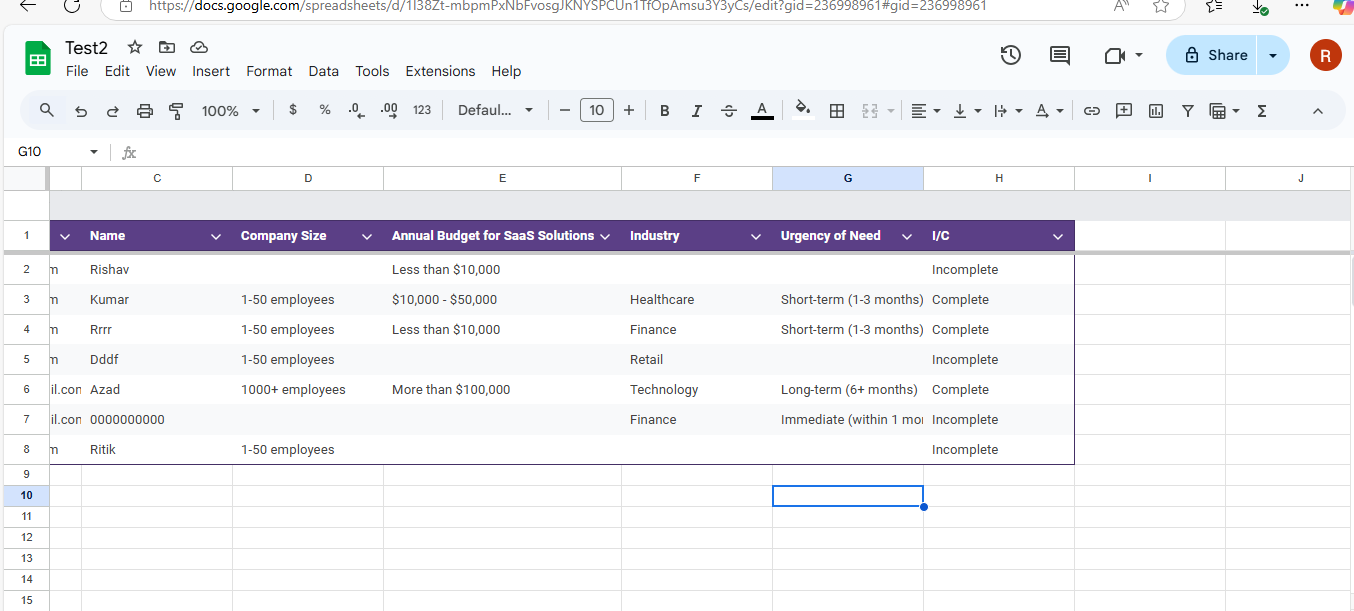 https://docs.google.com/spreadsheets/d/1I38Zt-mbpmPxNbFvosgJKNYSPCUn1TfOpAmsu3Y3yCs/edit?gid=236998961#gid=236998961
Test2
File Edit View Insert Format Data Tools Extensions Help
Share
R
100% $ % .0 .00 123 Defaul... 10 B I A
G10 fx
C D E F G H I J
1 Name Company Size Annual Budget for SaaS Solutions Industry Urgency of Need I/C
2 m Rishav Less than $10,000 Incomplete
3 m Kumar 1-50 employees $10,000 - $50,000 Healthcare Short-term (1-3 months) Complete
4 m Rrrr 1-50 employees Less than $10,000 Finance Short-term (1-3 months) Complete
5 m Dddf 1-50 employees Retail Incomplete
6 il.con Azad 1000+ employees More than $100,000 Technology Long-term (6+ months) Complete
7 il.con 0000000000 Finance Immediate (within 1 mo Incomplete
8 m Ritik 1-50 employees Incomplete
9
10
11
12
13
14
15